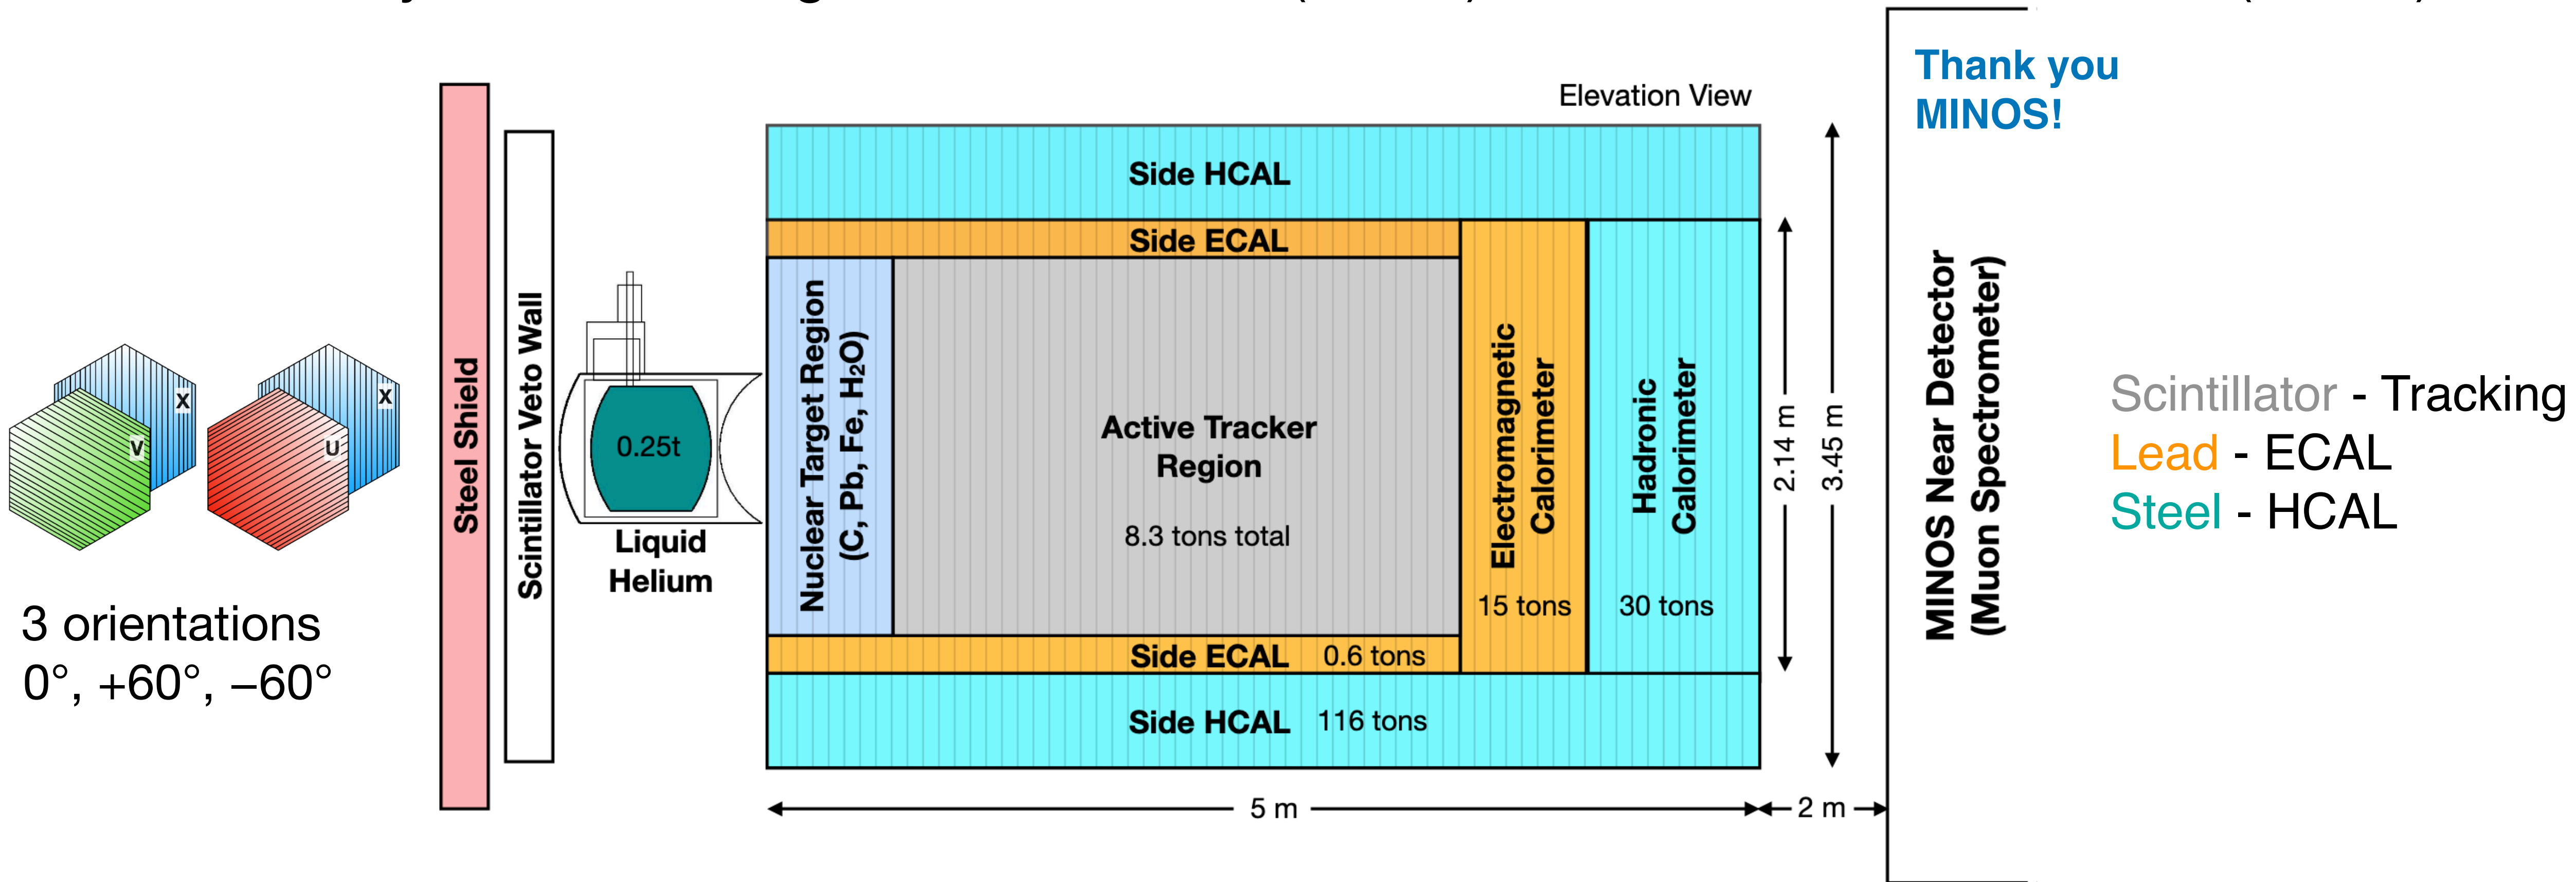 Elevation View
Thank you
MINOS!
Side HCAL
Side ECAL
Steel Shield
Scintillator Veto Wall
0.25t
Liquid
Helium
Nuclear Target Region
(C, Pb, Fe, H₂O)
Active Tracker
Region
8.3 tons total
Electromagnetic
Calorimeter
15 tons
Hadronic
Calorimeter
30 tons
2.14 m
3.45 m
MINOS Near Detector
(Muon Spectrometer)
Scintillator - Tracking
Lead - ECAL
Steel - HCAL
X
V
X
U
3 orientations
0°, +60°, –60°
Side ECAL 0.6 tons
Side HCAL 116 tons
5 m
2 m